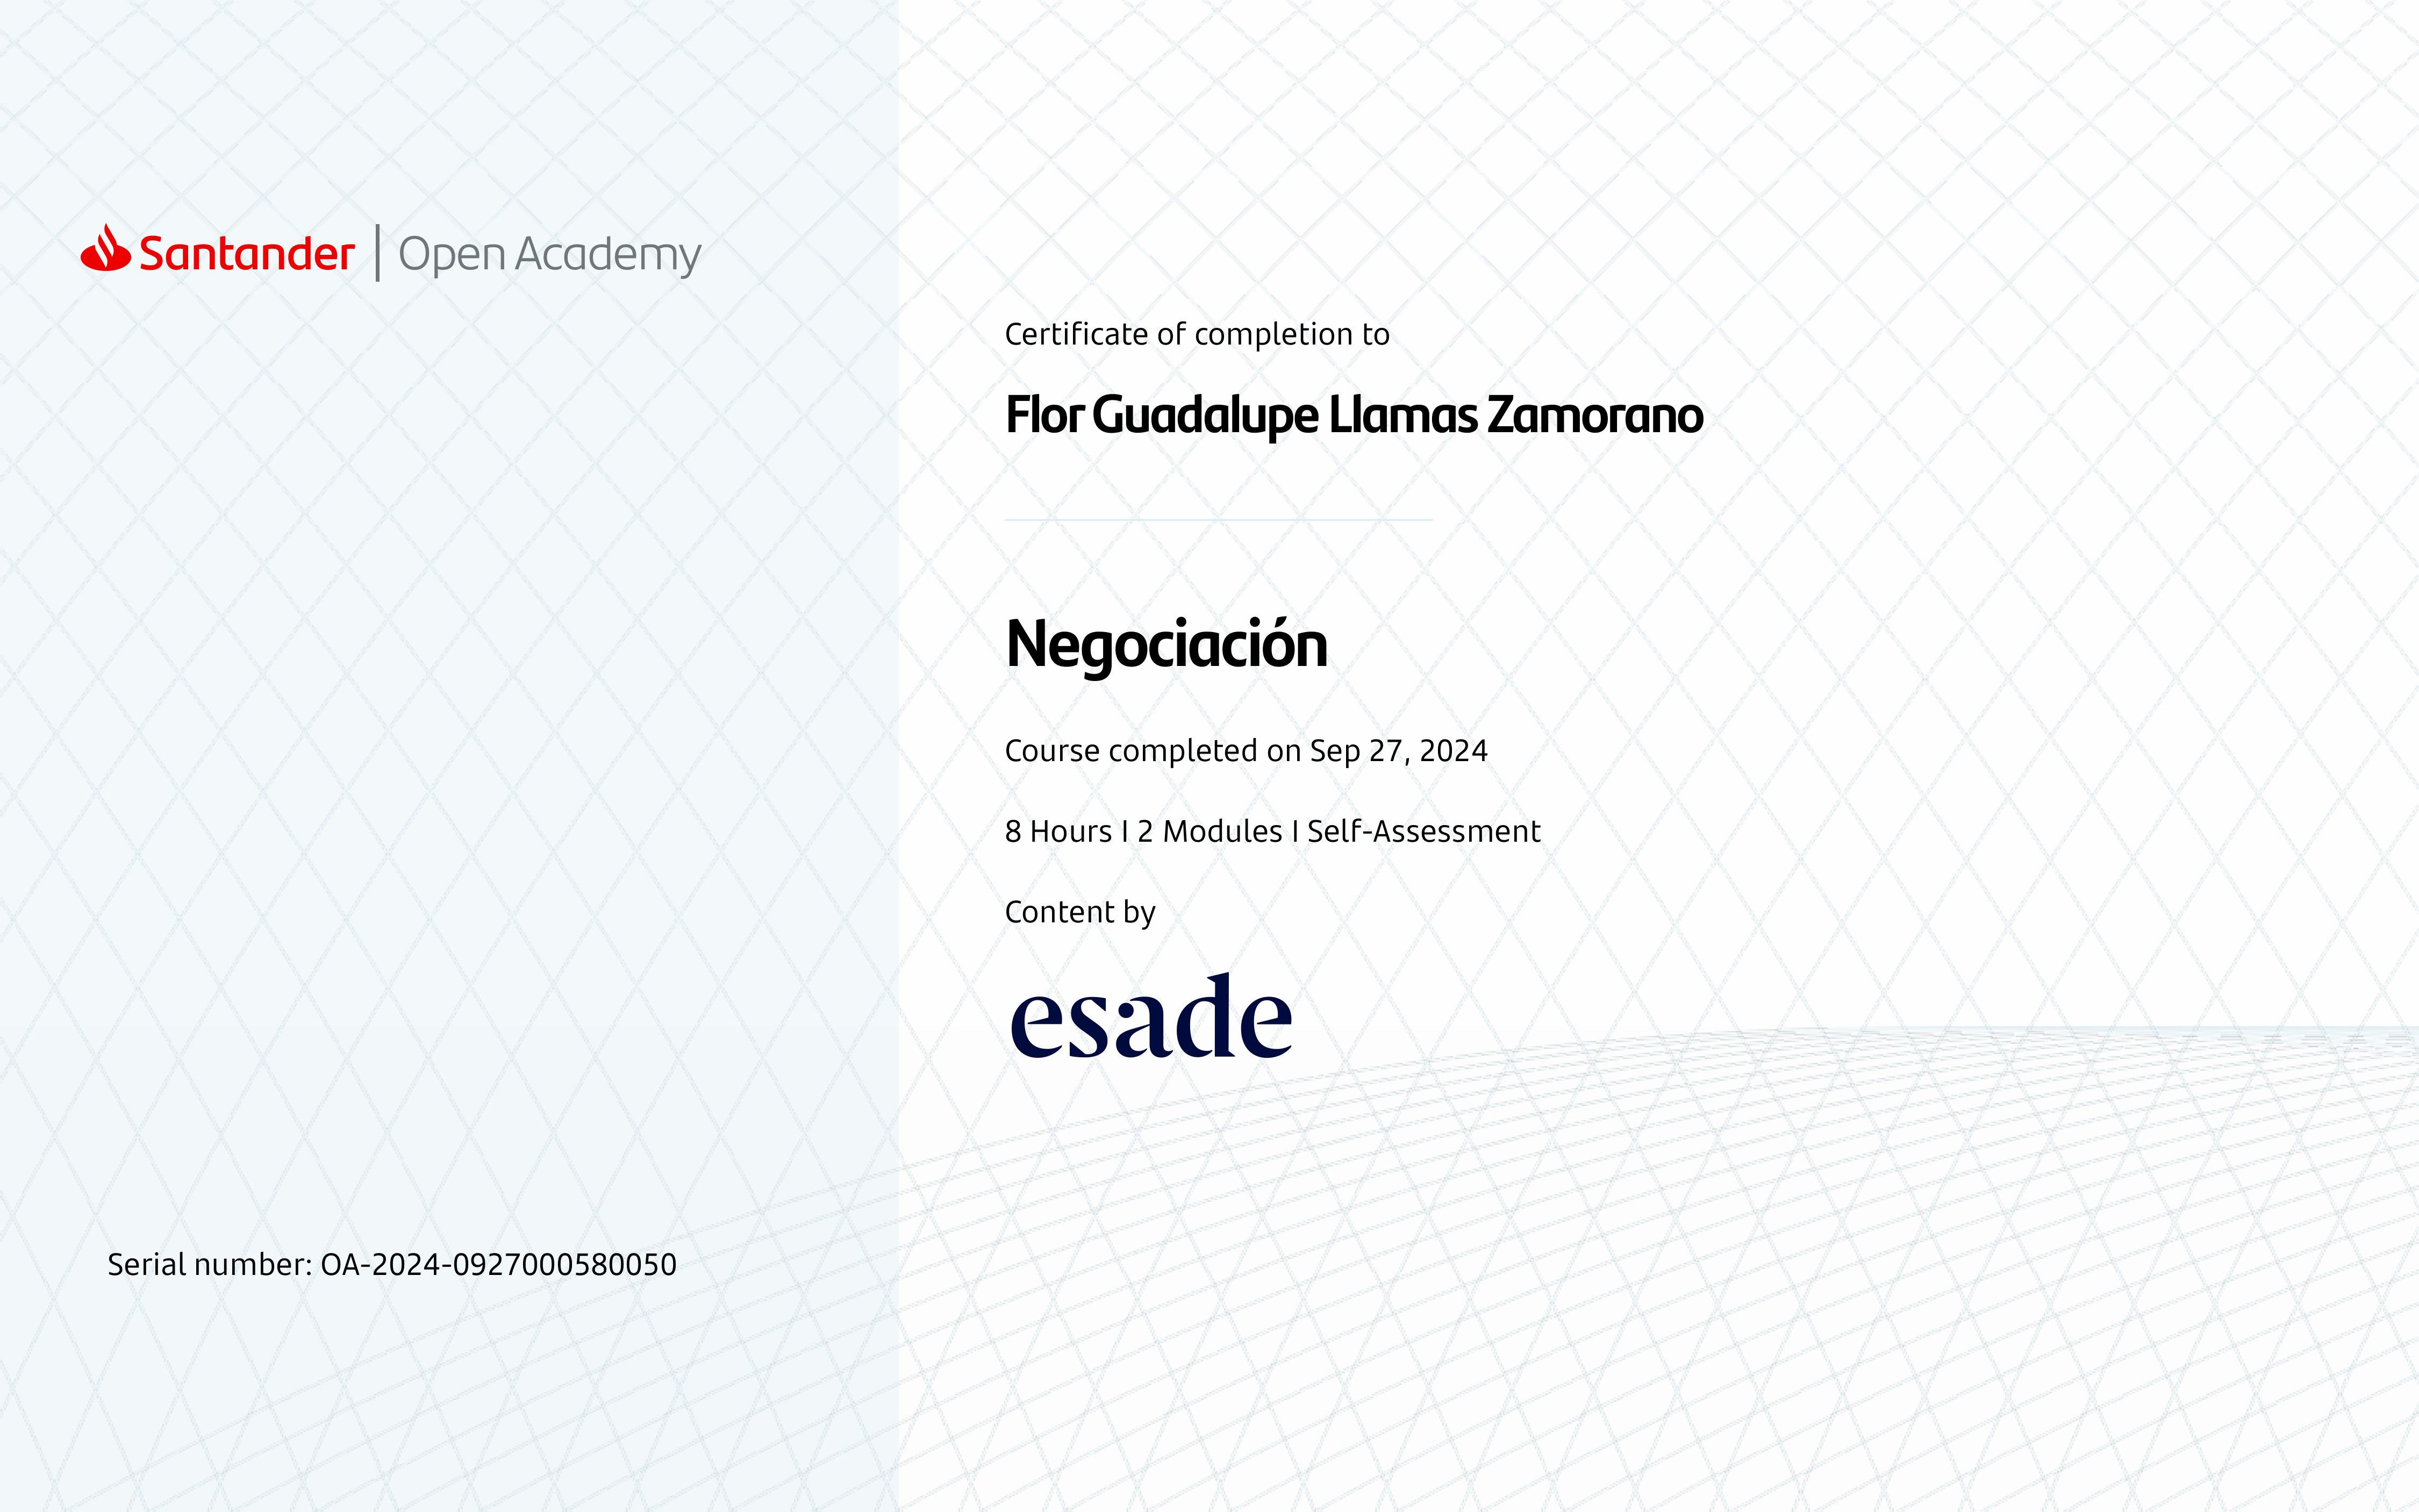 Santander | Open Academy
Certificate of completion to
Flor Guadalupe Llamas Zamorano
Negociación
Course completed on Sep 27, 2024
8 Hours I 2 Modules I Self-Assessment
Content by
esade
Serial number: OA-2024-0927000580050